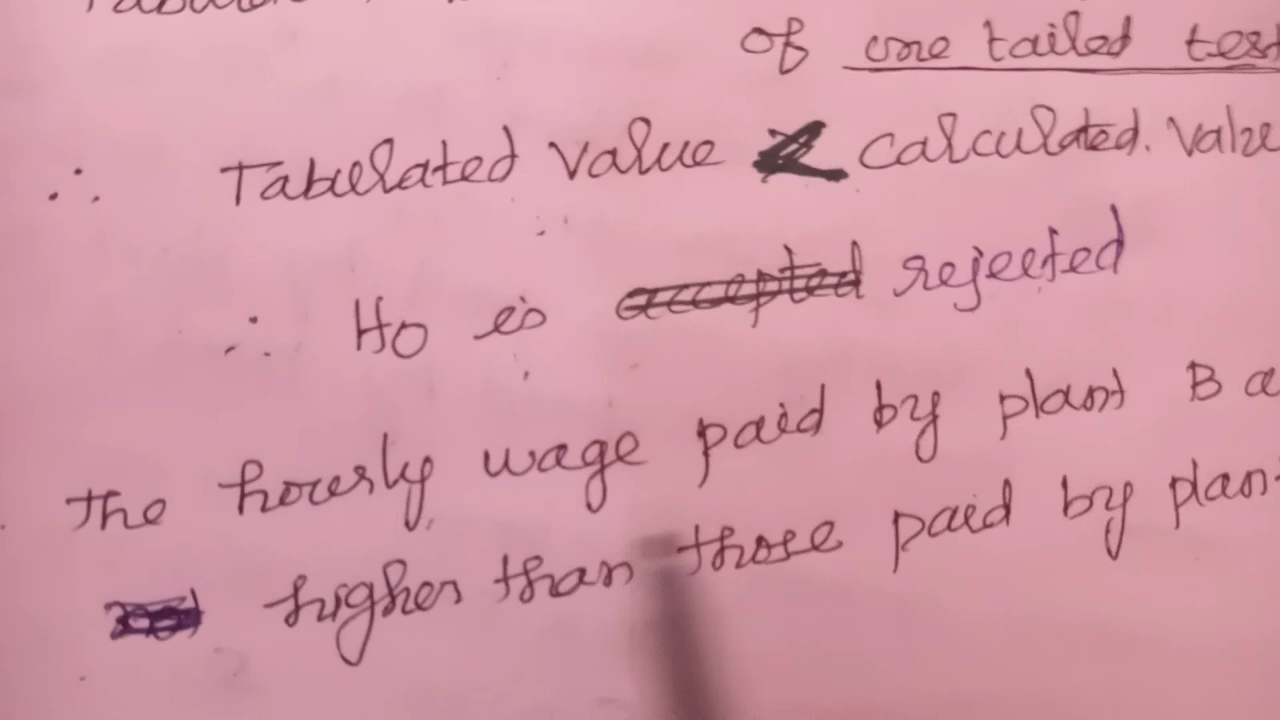 of one tailed test
∴ Tabulated value < calculated. Value
∴ Ho is accepted rejected
The hourly wage paid by plant B a
higher than those paid by plan